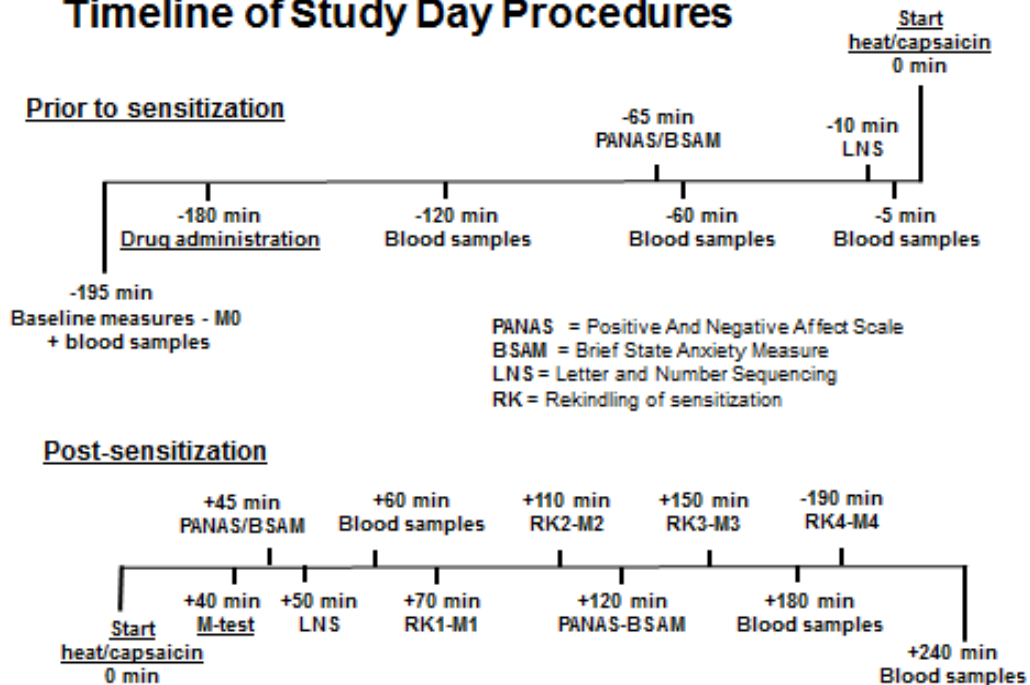 Timeline of Study Day Procedures
Start
heat/capsaicin
0 min
Prior to sensitization
-65 min
PANAS/BSAM
-10 min
LNS
-180 min
Drug administration
-120 min
Blood samples
-60 min
Blood samples
-5 min
Blood samples
-195 min
Baseline measures - M0
+ blood samples
PANAS = Positive And Negative Affect Scale
BSAM = Brief State Anxiety Measure
LNS = Letter and Number Sequencing
RK = Rekindling of sensitization
Post-sensitization
+45 min
PANAS/BSAM
+60 min
Blood samples
+110 min
RK2-M2
+150 min
RK3-M3
-190 min
RK4-M4
+40 min
M-test
+50 min
LNS
+70 min
RK1-M1
+120 min
PANAS-BSAM
+180 min
Blood samples
Start
heat/capsaicin
0 min
+240 min
Blood samples